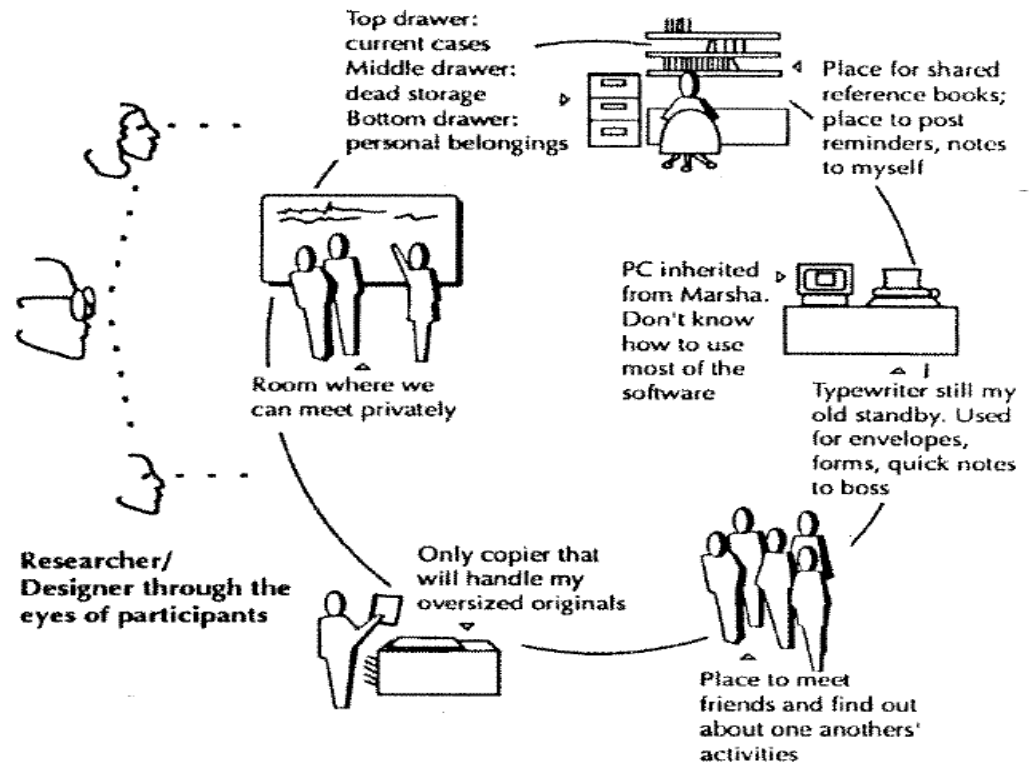 Top drawer:
current cases
Middle drawer:
dead storage
Bottom drawer:
personal belongings
Place for shared
reference books;
place to post
reminders, notes
to myself
PC inherited
from Marsha.
Don't know
how to use
most of the
software
Room where we
can meet privately
Typewriter still my
old standby. Used
for envelopes,
forms, quick notes
to boss
Researcher/
Designer through the
eyes of participants
Only copier that
will handle my
oversized originals
Place to meet
friends and find out
about one anothers'
activities